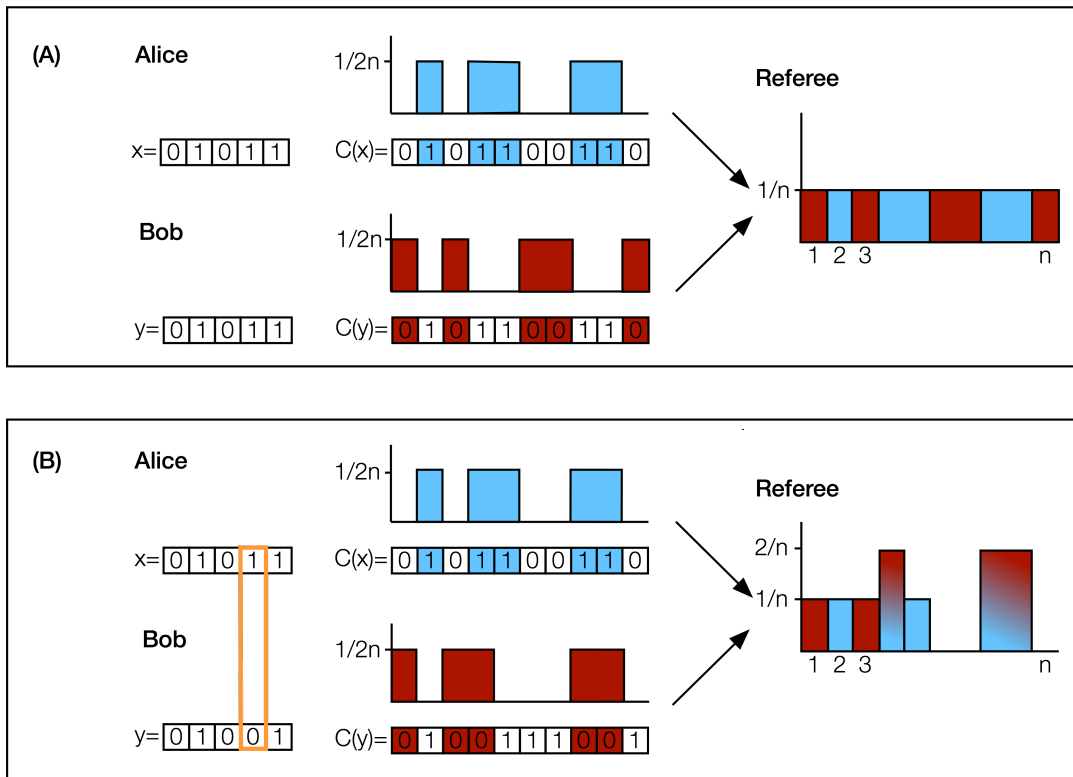 (A)
Alice
1/2n
Referee
x= 0 1 0 1 1
C(x)= 0 1 0 1 1 0 0 1 1 0
1/n
Bob
1/2n
1 2 3 n
y= 0 1 0 1 1
C(y)= 0 1 0 1 1 0 0 1 1 0
(B)
Alice
1/2n
Referee
2/n
x= 0 1 0 1 1
C(x)= 0 1 0 1 1 0 0 1 1 0
1/n
Bob
1/2n
1 2 3 n
y= 0 1 0 0 1
C(y)= 0 1 0 0 1 1 1 0 0 1